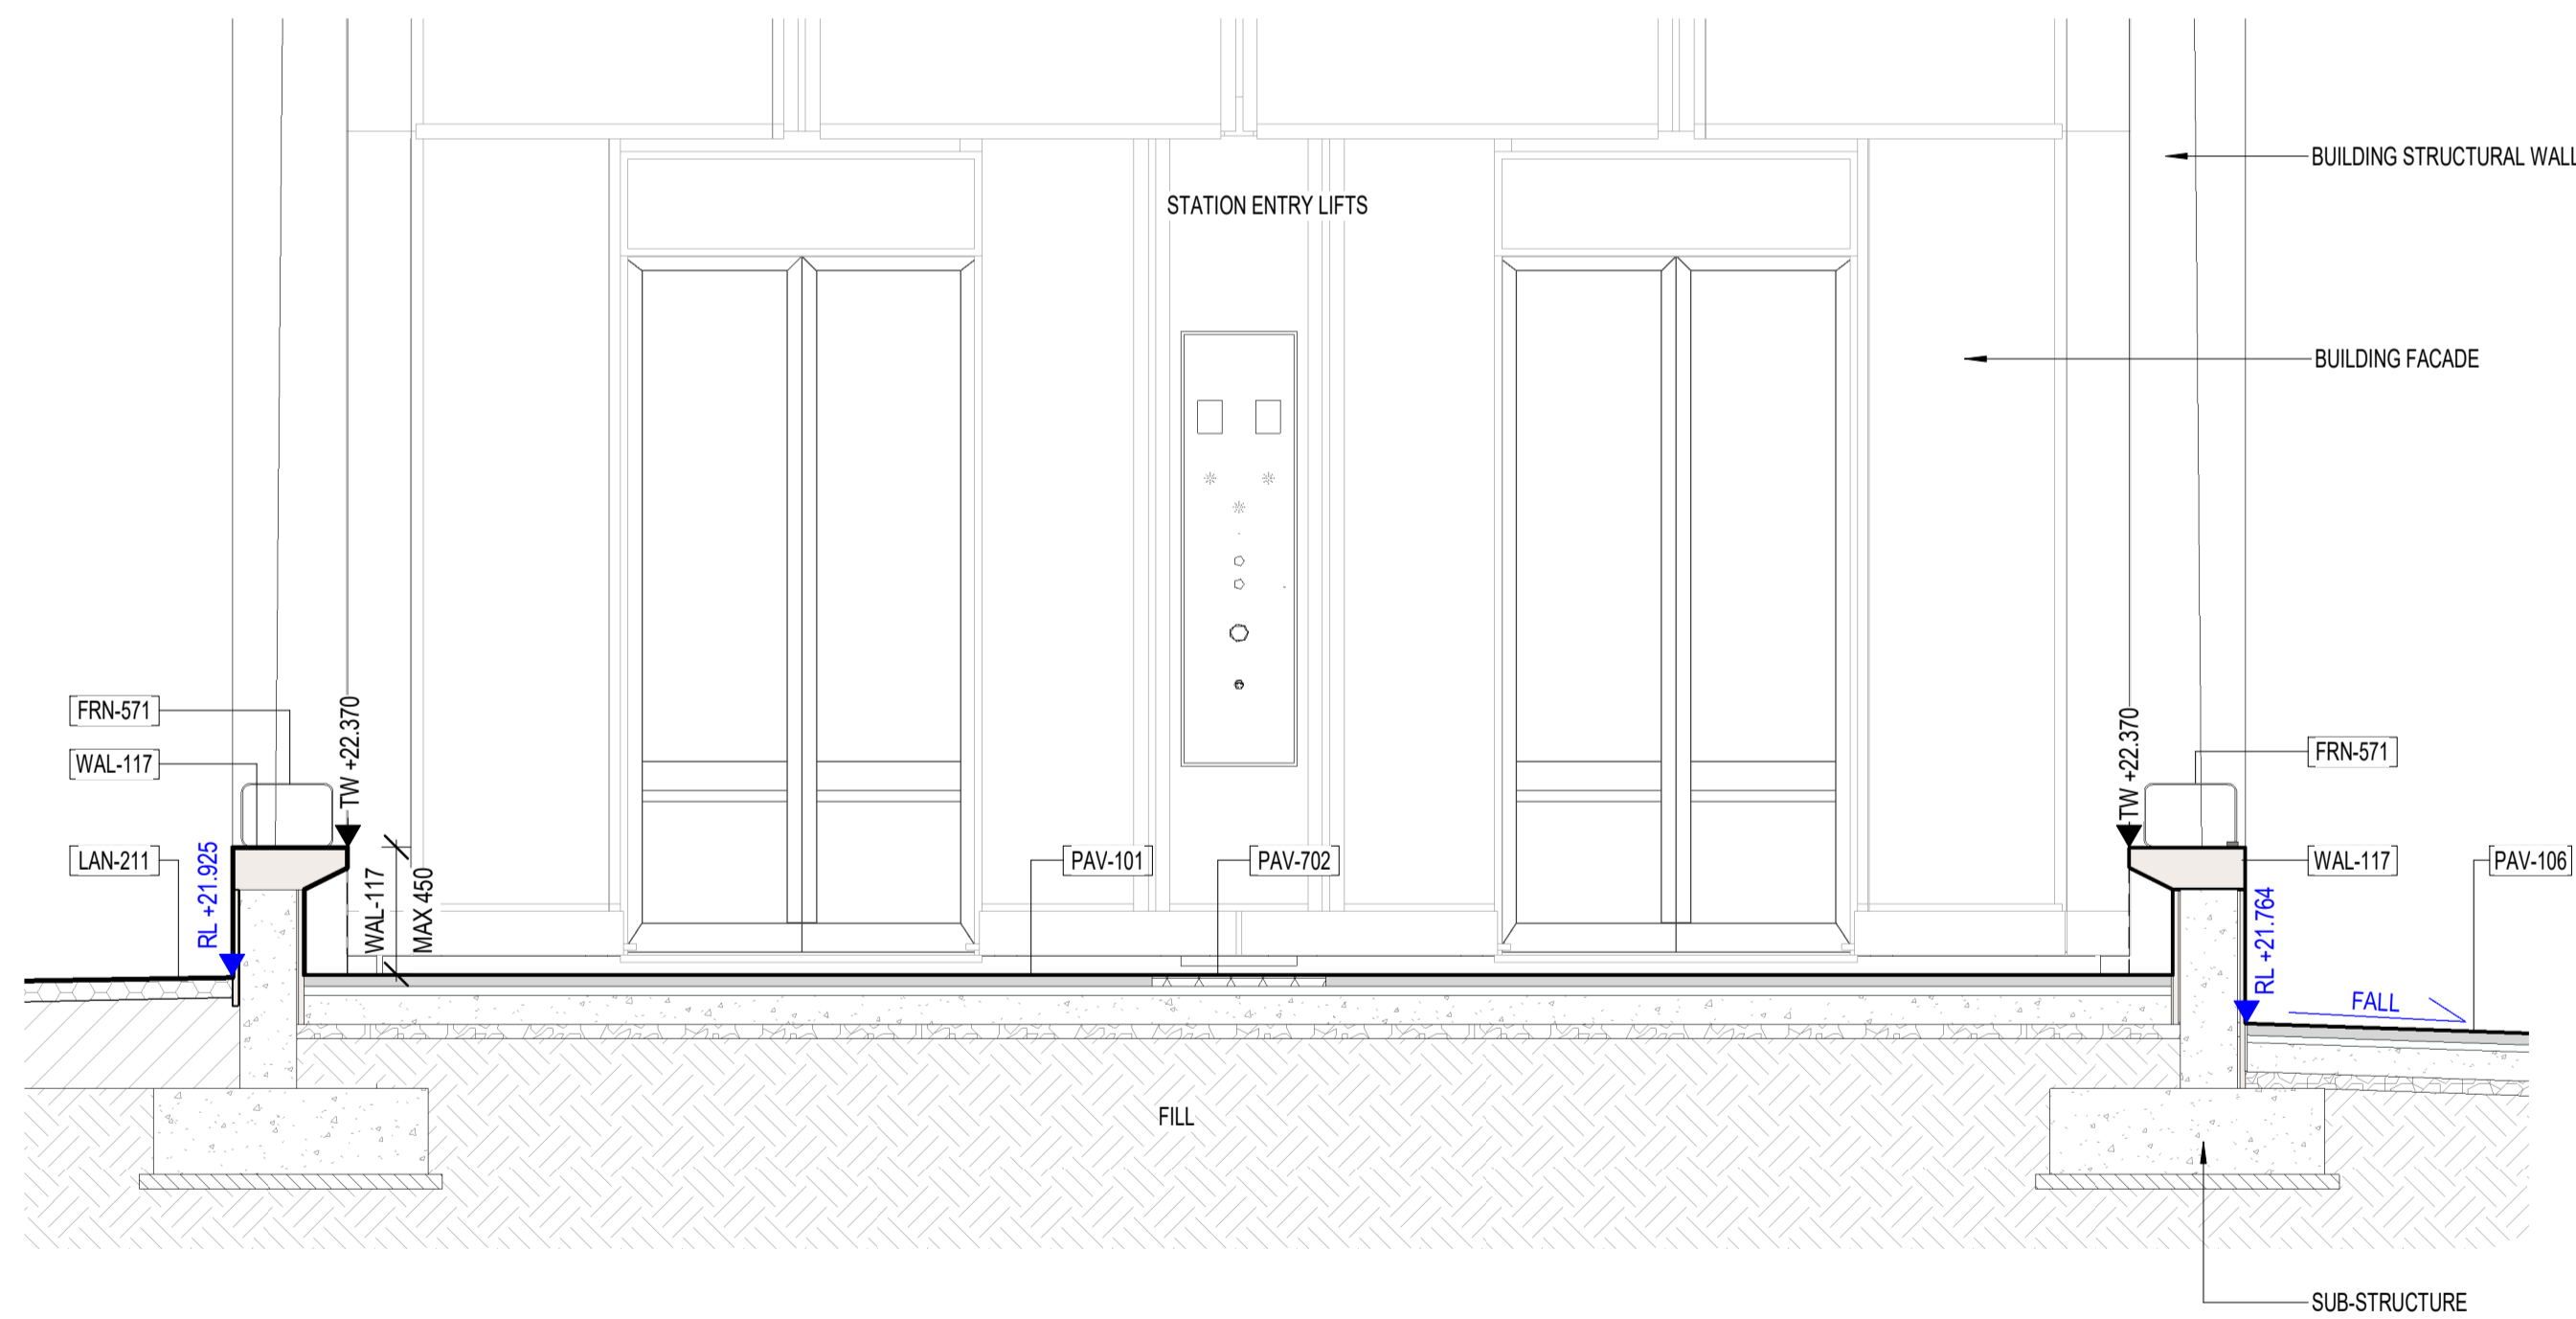 BUILDING STRUCTURAL WALL
STATION ENTRY LIFTS
BUILDING FACADE
FRN-571
WAL-117
LAN-211
RL +21.925
TW +22.370
WAL-117
MAX 450
PAV-101
PAV-702
TW +22.370
FRN-571
WAL-117
PAV-106
RL +21.764
FALL
FILL
SUB-STRUCTURE